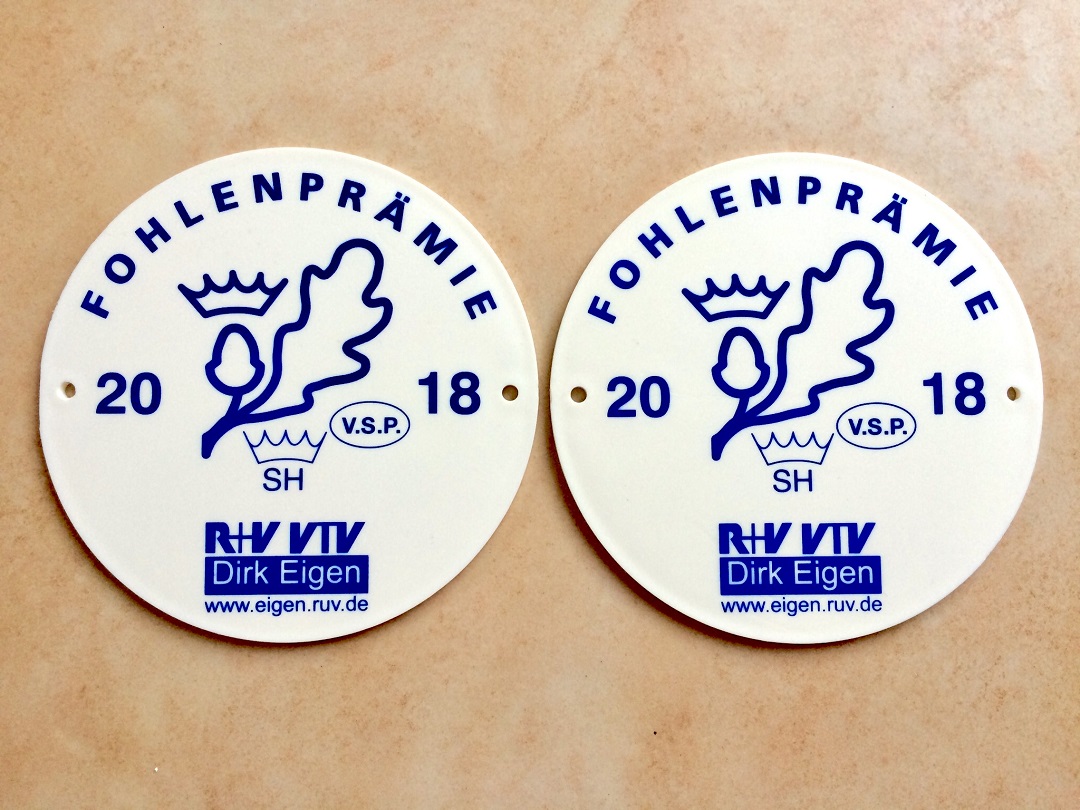 FOHLENPRÄMIE
20 18
V.S.P.
SH
R+V VTV
Dirk Eigen
www.eigen.ruv.de
FOHLENPRÄMIE
20 18
V.S.P.
SH
R+V VTV
Dirk Eigen
www.eigen.ruv.de